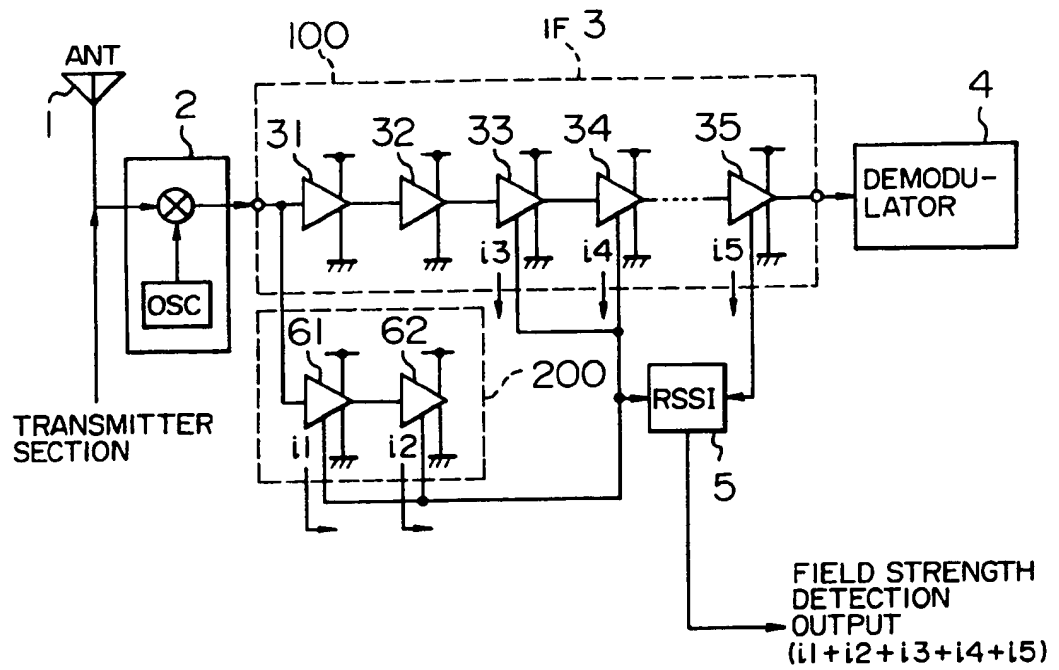 ANT
1
2
100
IF 3
4
31
32
33
34
35
DEMODU-
LATOR
OSC
i3
i4
i5
61
62
200
RSSI
5
i1
i2
TRANSMITTER
SECTION
FIELD STRENGTH
DETECTION
OUTPUT
(i1+i2+i3+i4+i5)